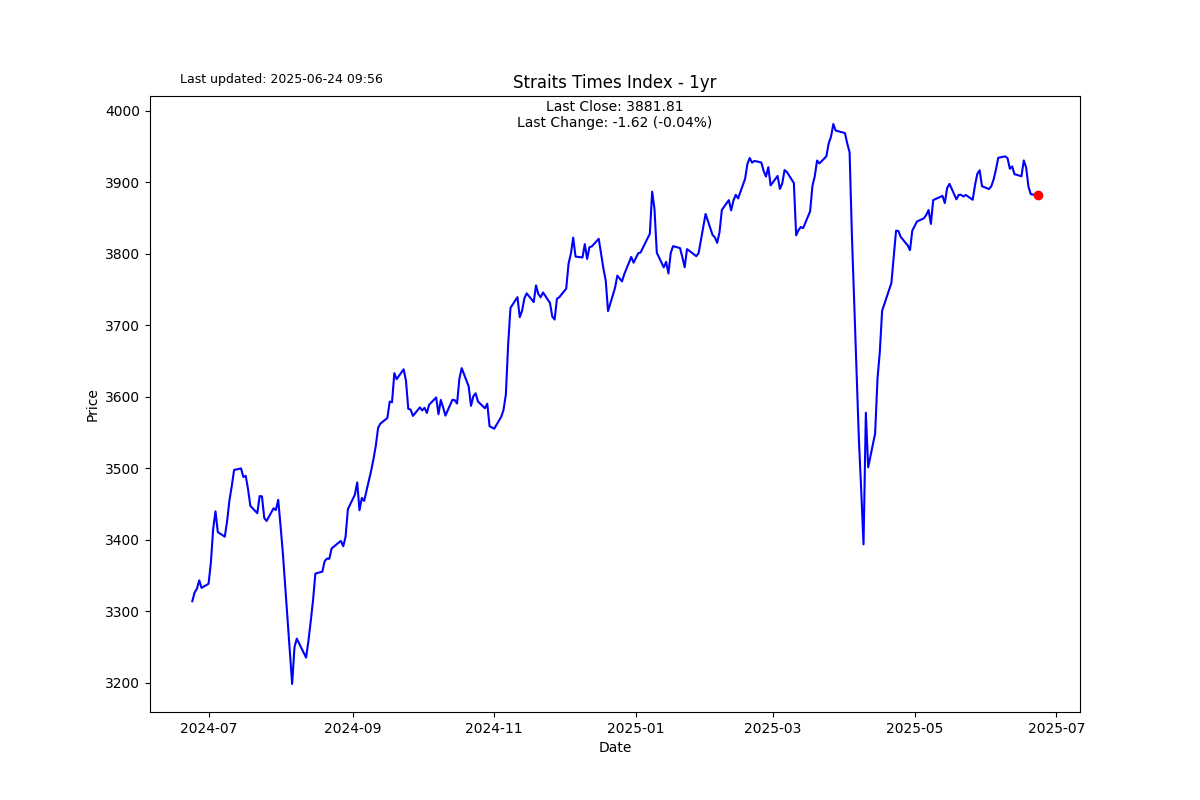 Last updated: 2025-06-24 09:56
Straits Times Index - 1yr
Last Close: 3881.81
Last Change: -1.62 (-0.04%)
4000
3900
3800
3700
3600
3500
3400
3300
3200
Price
2024-07
2024-09
2024-11
2025-01
2025-03
2025-05
2025-07
Date